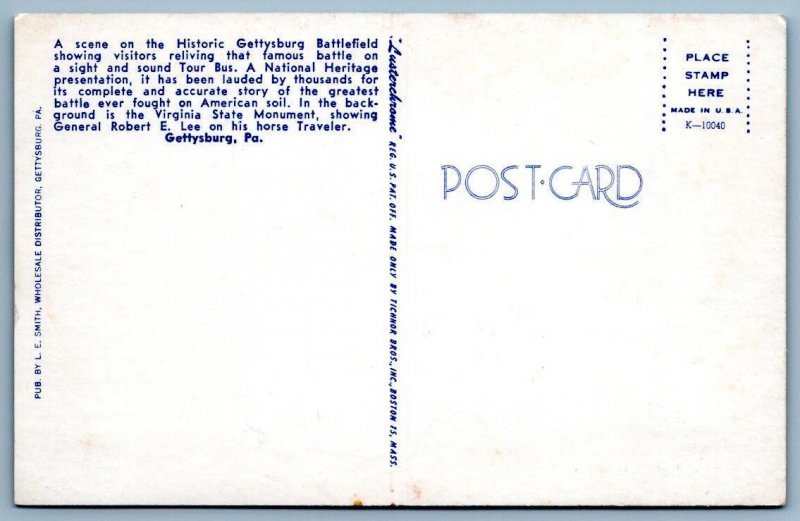 A scene on the Historic Gettysburg Battlefield
showing visitors reliving that famous battle on
a sight and sound Tour Bus. A National Heritage
presentation, it has been lauded by thousands for
its complete and accurate story of the greatest
battle ever fought on American soil. In the back-
ground is the Virginia State Monument, showing
General Robert E. Lee on his horse Traveler.
Gettysburg, Pa.
PUB. BY L. E. SMITH, WHOLESALE DISTRIBUTOR, GETTYSBURG, PA.
"Lusterchrome" REG. U.S. PAT. OFF. MADE ONLY BY TICHNOR BROS., INC., BOSTON 15, MASS.
POST·CARD
PLACE
STAMP
HERE
MADE IN U.S.A.
K—10040